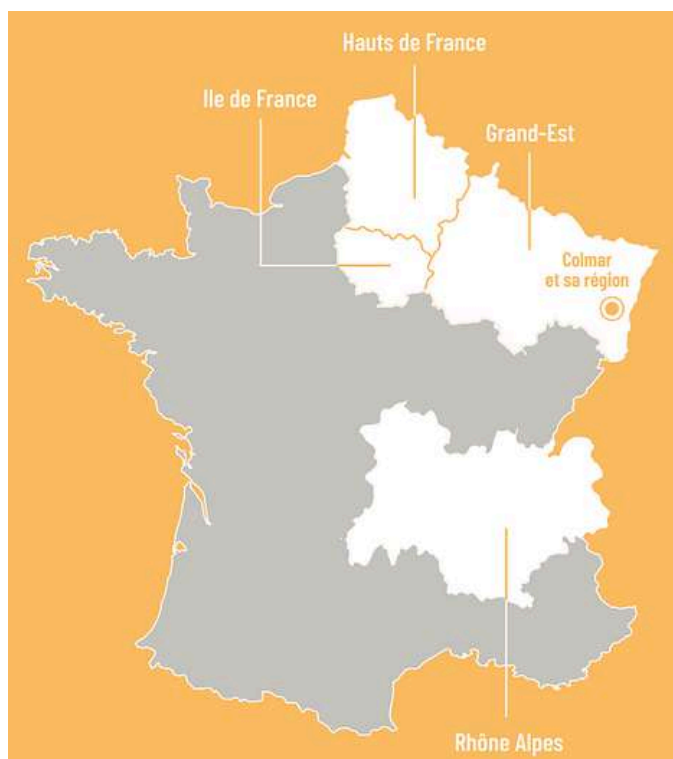 Hauts de France
Ile de France
Grand-Est
Colmar
et sa région
Rhône Alpes